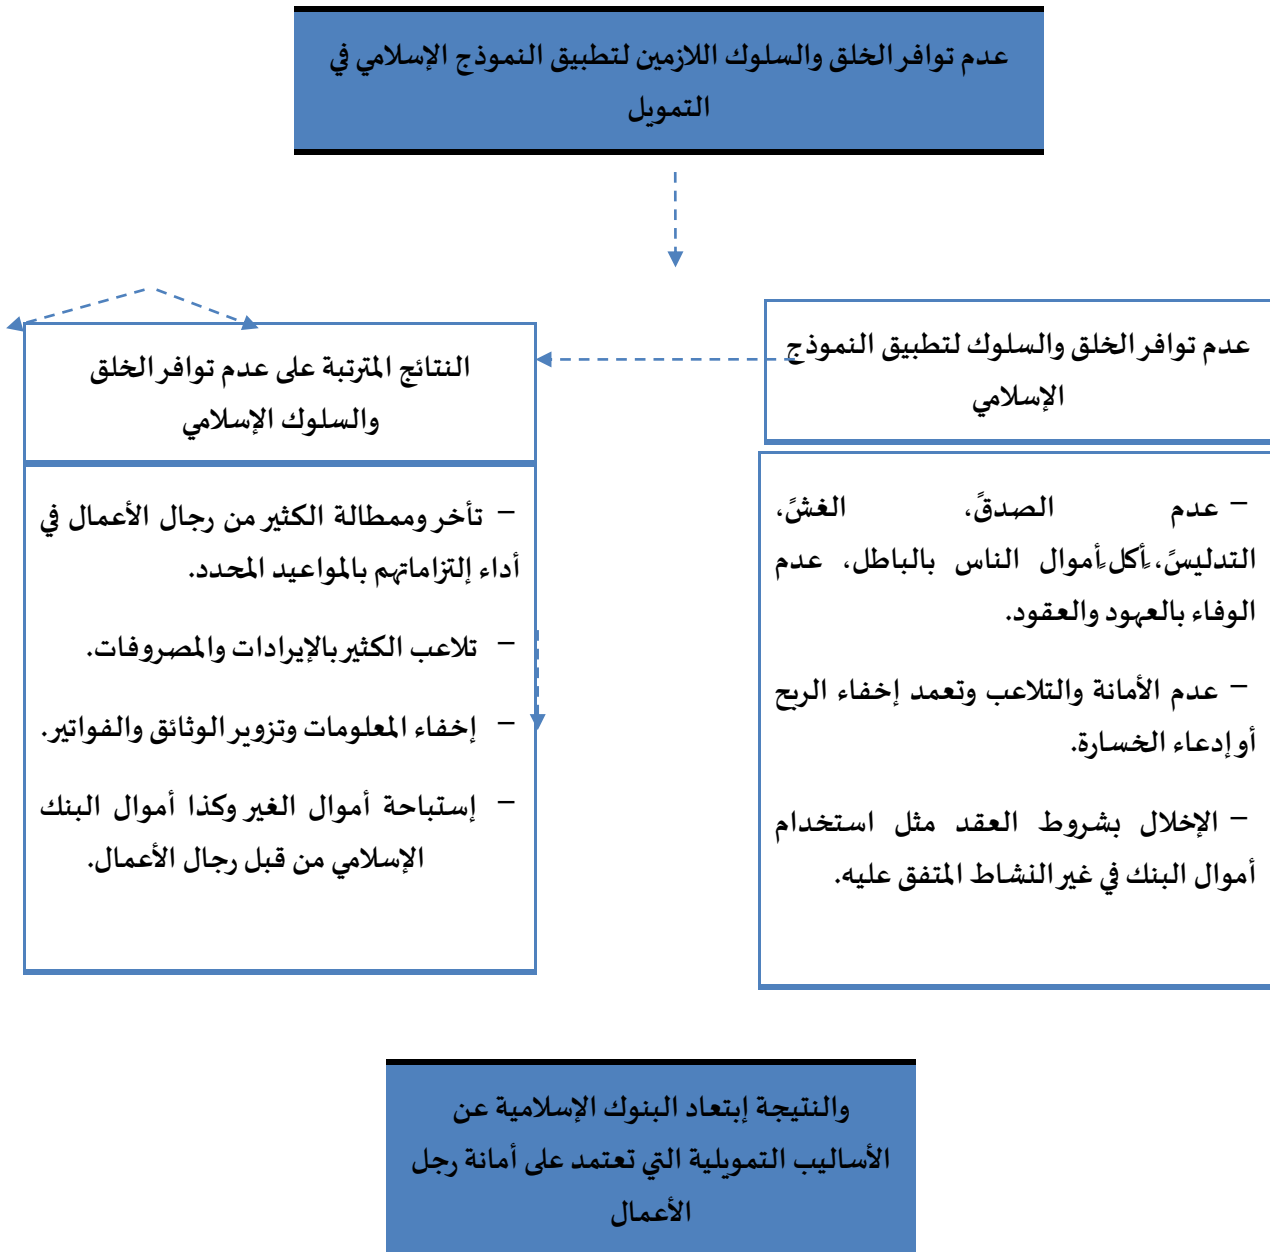 عدم توافر الخلق والسلوك اللازمين لتطبيق النموذج الإسلامي في
التمويل
عدم توافر الخلق والسلوك لتطبيق النموذج
الإسلامي
– عدم الصدقً، الغشً،
التدليسً،ٍأكلٍأموال الناس بالباطل، عدم
الوفاء بالعهود والعقود.
– عدم الأمانة والتلاعب وتعمد إخفاء الربح
أو إدعاء الخسارة.
– الإخلال بشروط العقد مثل استخدام
أموال البنك في غير النشاط المتفق عليه.
النتائج المترتبة على عدم توافر الخلق
والسلوك الإسلامي
– تأخر وممطالة الكثير من رجال الأعمال في
أداء إلتزاماتهم بالمواعيد المحدد.
– تلاعب الكثير بالإيرادات والمصروفات.
– إخفاء المعلومات وتزوير الوثائق والفواتير.
– إستباحة أموال الغير وكذا أموال البنك
الإسلامي من قبل رجال الأعمال.
والنتيجة إبتعاد البنوك الإسلامية عن
الأساليب التمويلية التي تعتمد على أمانة رجل
الأعمال